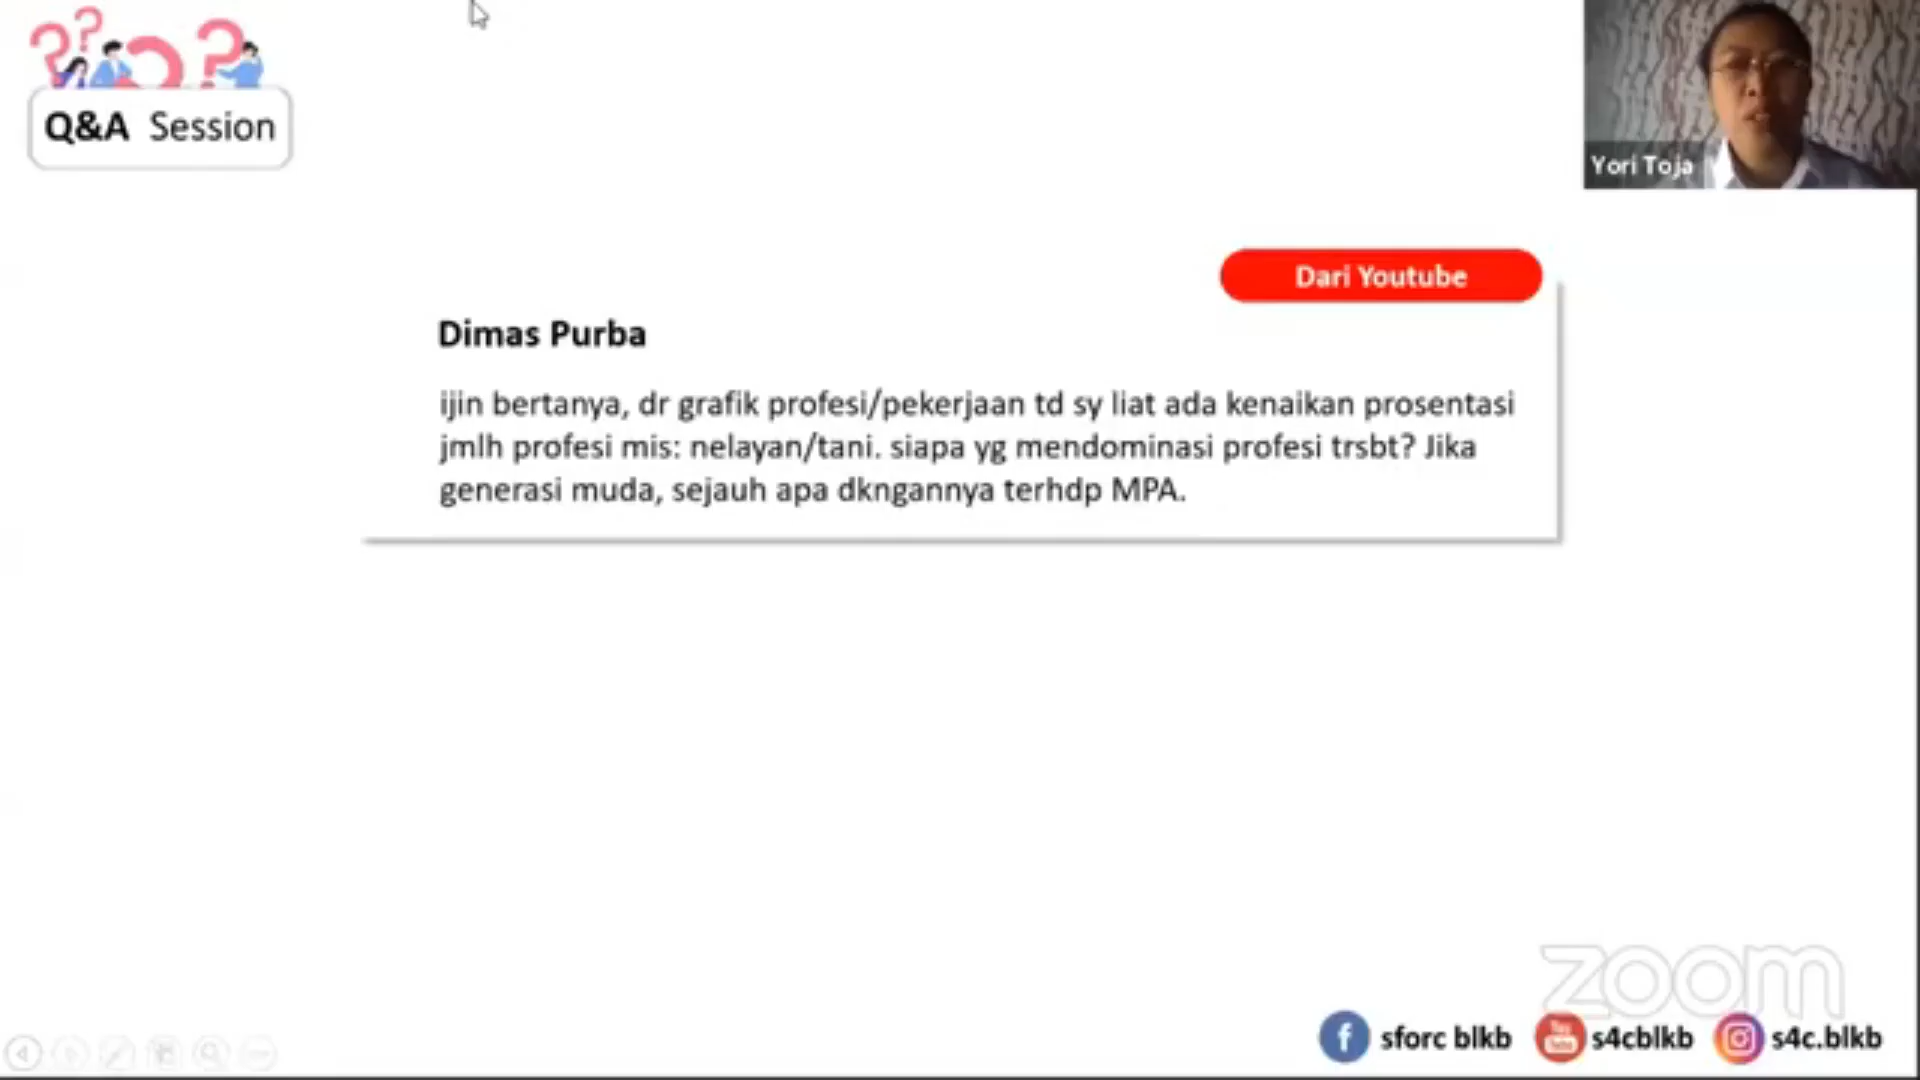 Q&A Session
Yori Toja
Dari Youtube
Dimas Purba
ijin bertanya, dr grafik profesi/pekerjaan td sy liat ada kenaikan prosentasi
jmlh profesi mis: nelayan/tani. siapa yg mendominasi profesi trsbt? Jika
generasi muda, sejauh apa dkngannya terhdp MPA.
zoom
sforc blkb s4cblkb s4c.blkb